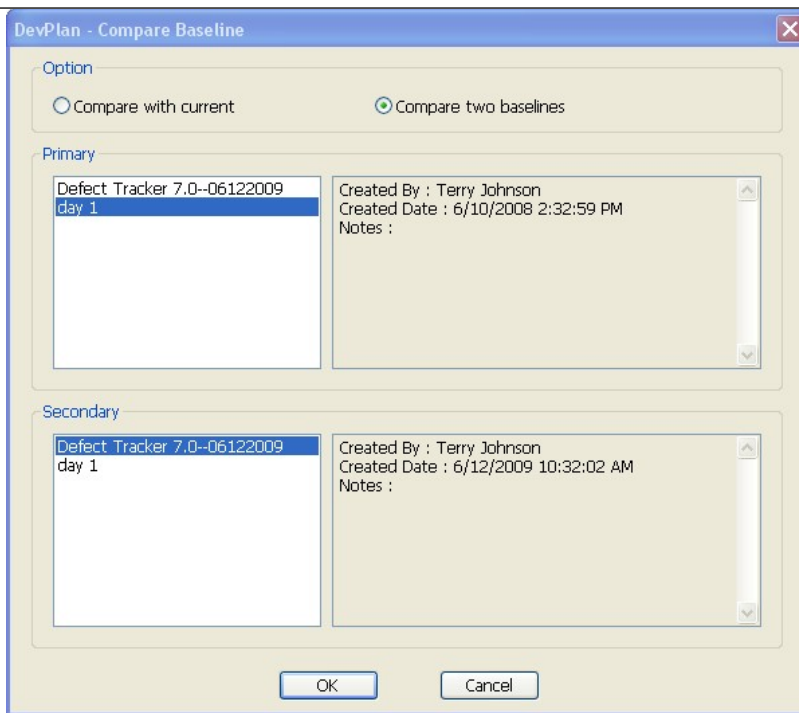 DevPlan - Compare Baseline
Option
Compare with current
Compare two baselines
Primary
Defect Tracker 7.0--06122009
day 1
Created By : Terry Johnson
Created Date : 6/10/2008 2:32:59 PM
Notes :
Secondary
Defect Tracker 7.0--06122009
day 1
Created By : Terry Johnson
Created Date : 6/12/2009 10:32:02 AM
Notes :
OK
Cancel